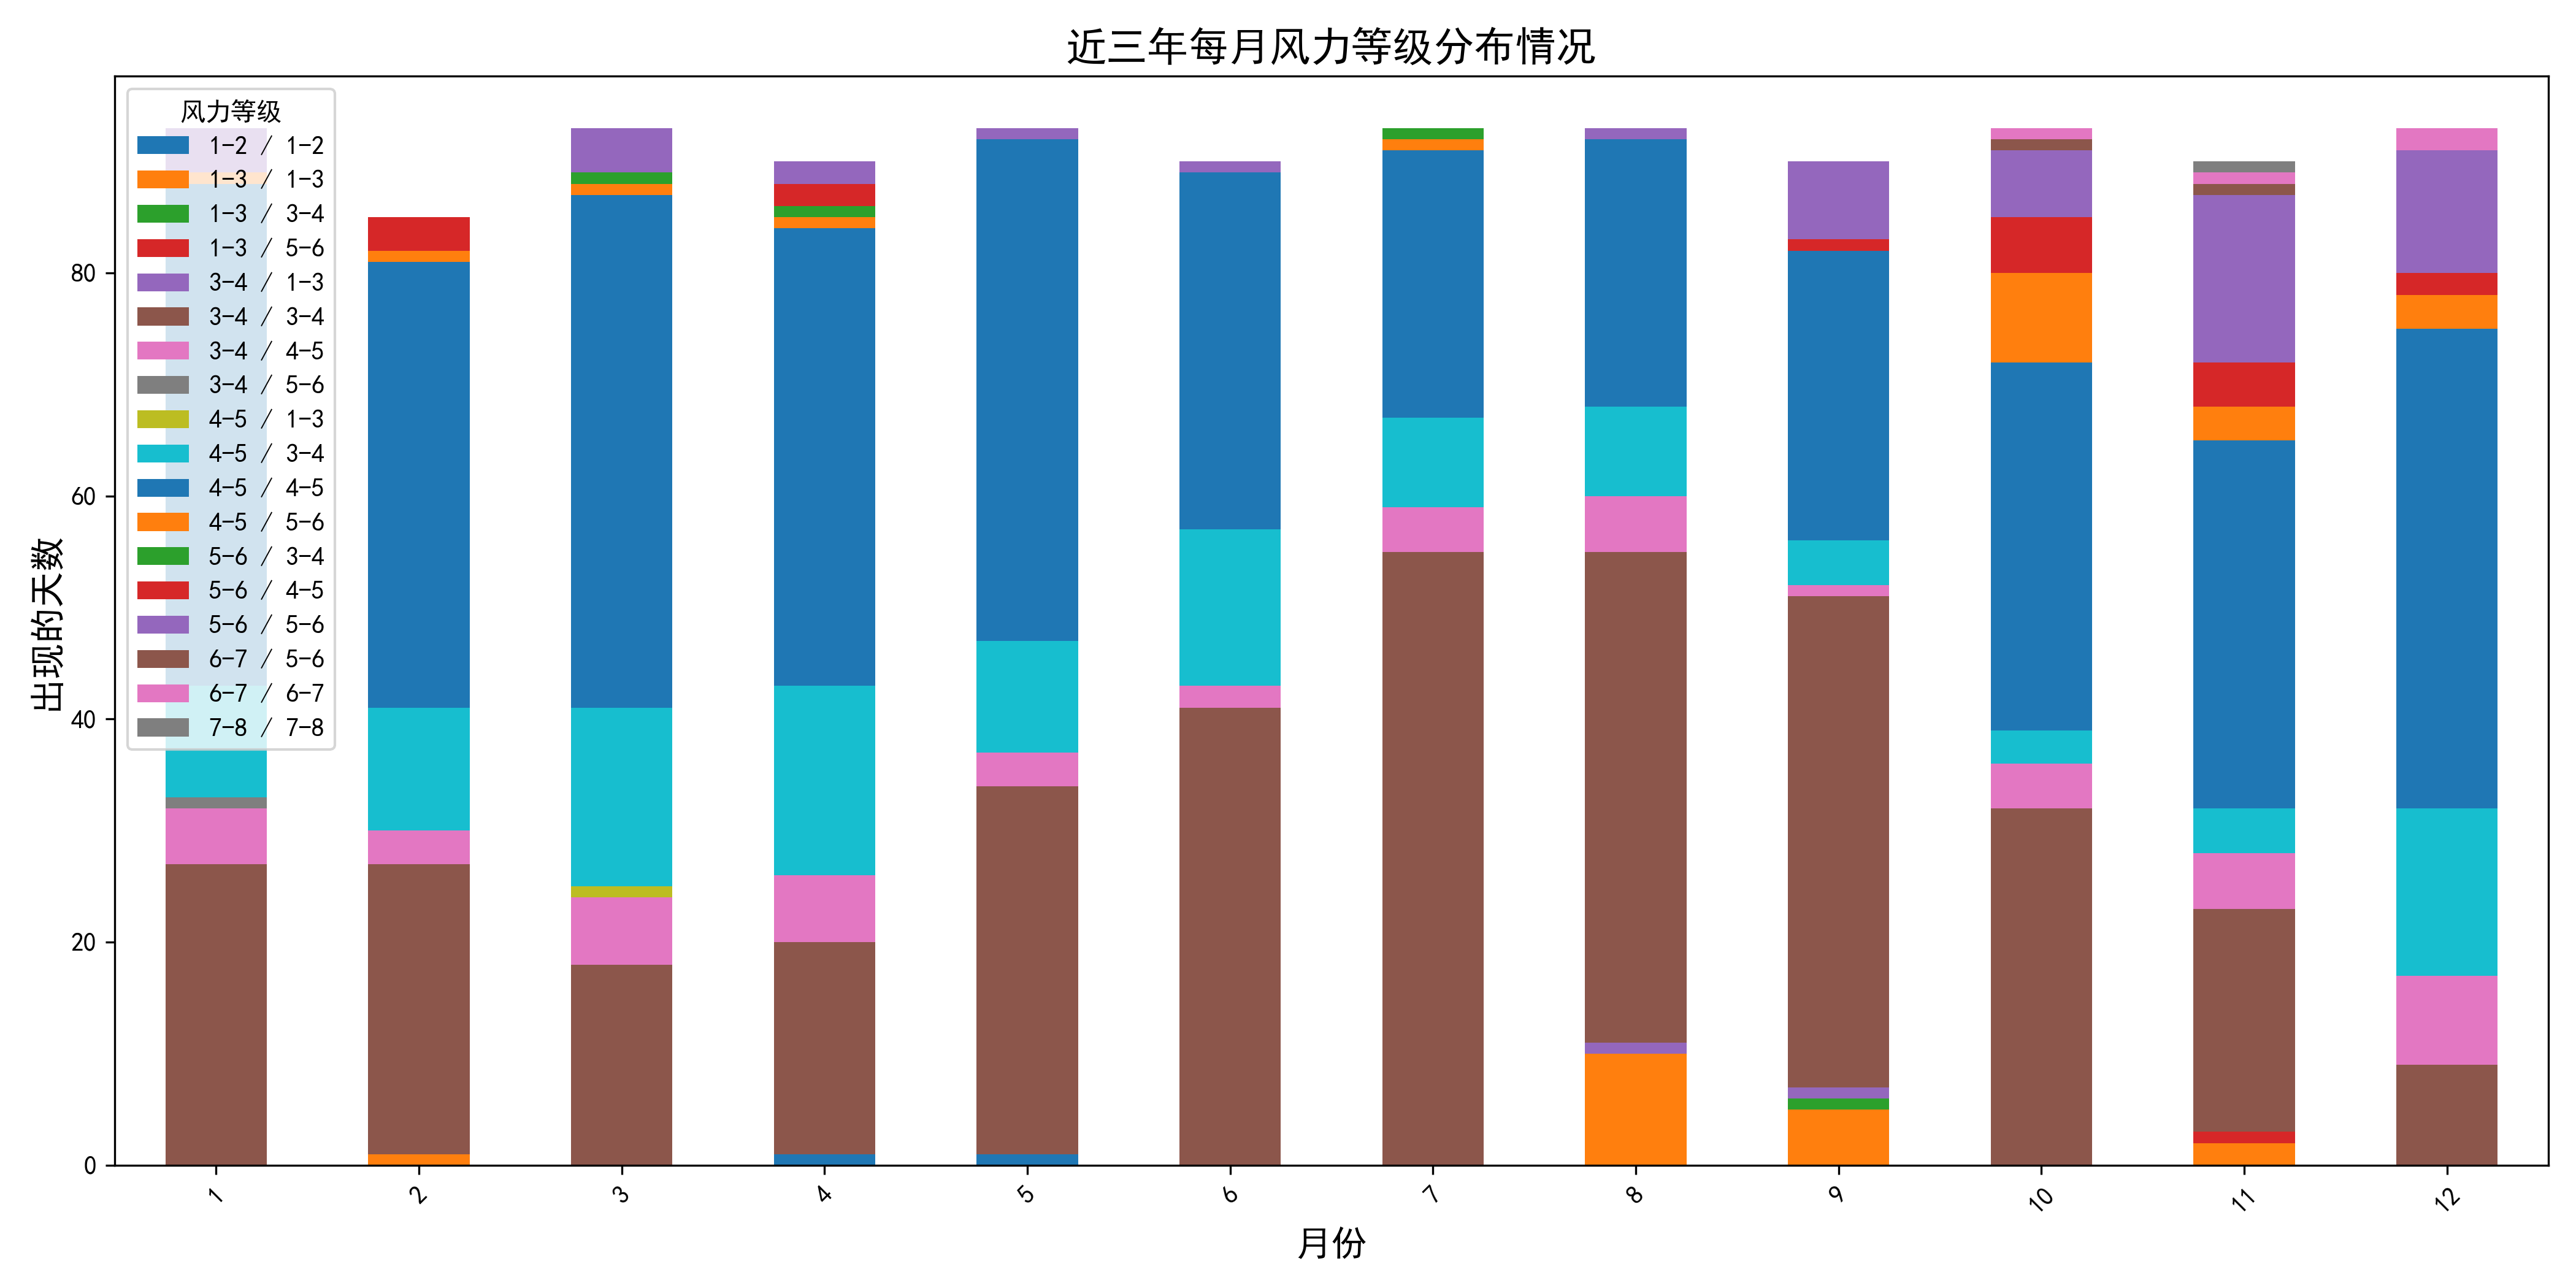 近三年每月风力等级分布情况
风力等级
1-2 / 1-2
1-3 / 1-3
1-3 / 3-4
1-3 / 5-6
3-4 / 1-3
3-4 / 3-4
3-4 / 4-5
3-4 / 5-6
4-5 / 1-3
4-5 / 3-4
4-5 / 4-5
4-5 / 5-6
5-6 / 3-4
5-6 / 4-5
5-6 / 5-6
6-7 / 5-6
6-7 / 6-7
7-8 / 7-8
出现的天数
80
60
40
20
0
1 2 3 4 5 6 7 8 9 10 11 12
月份